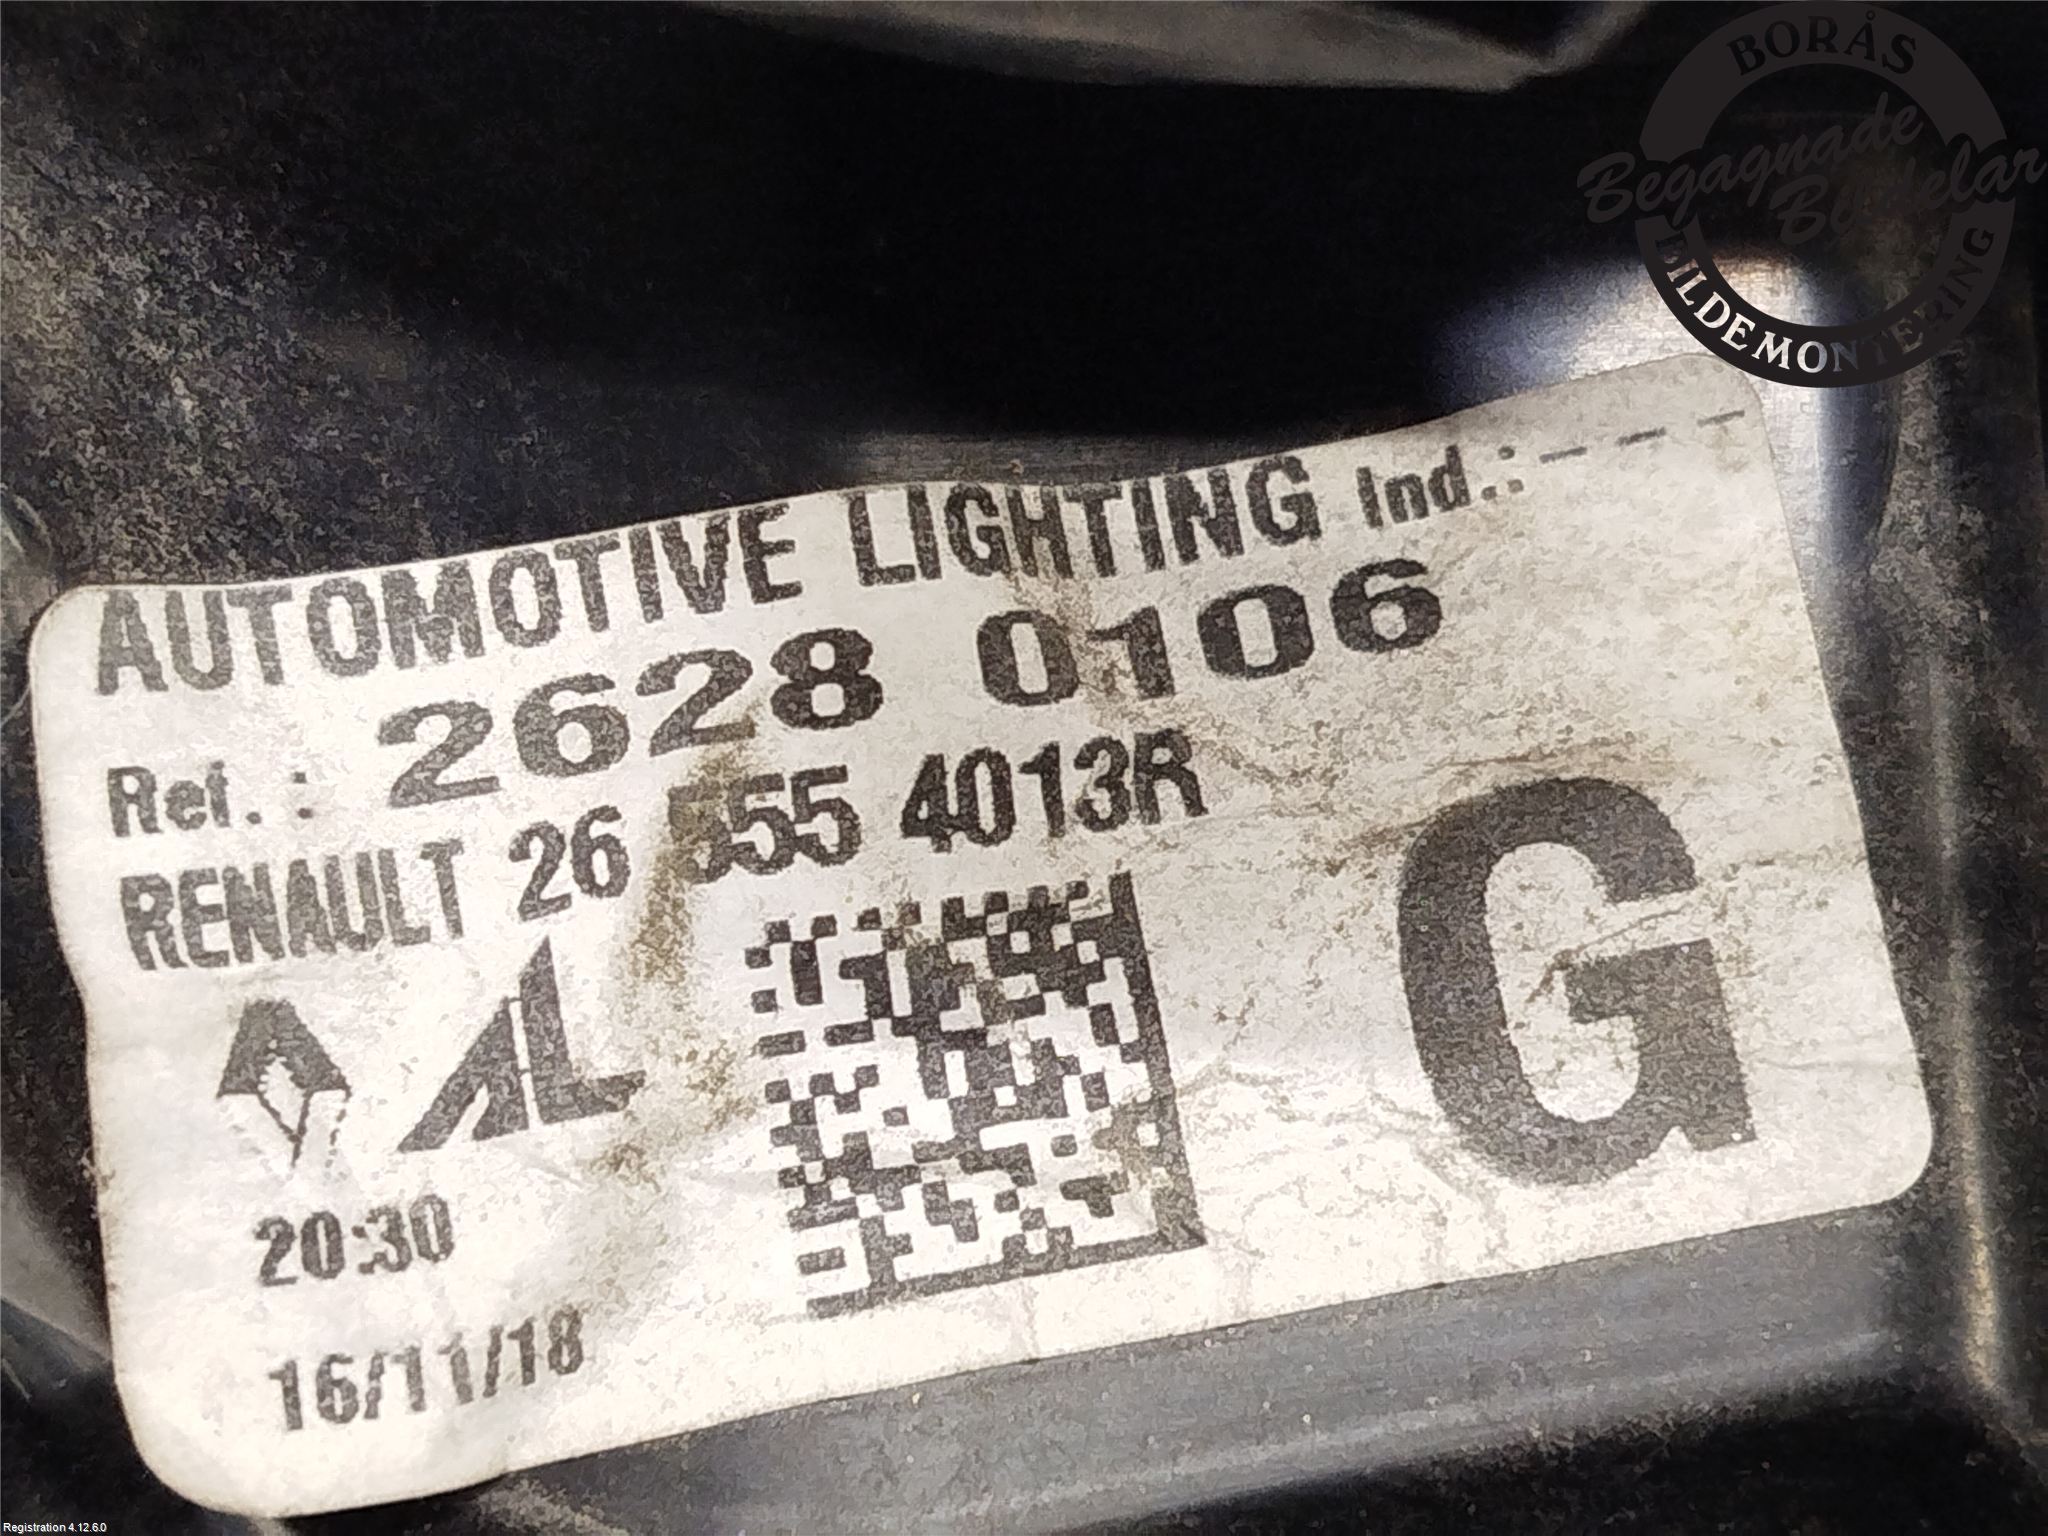 BORÅS
Begagnade
Bildelar
BILDEMONTERING
AUTOMOTIVE LIGHTING Ind.:---
Ref. : 2628 0106
RENAULT 26 555 4013R
AL
G
20:30
16/11/18
Registration 4.12.6.0